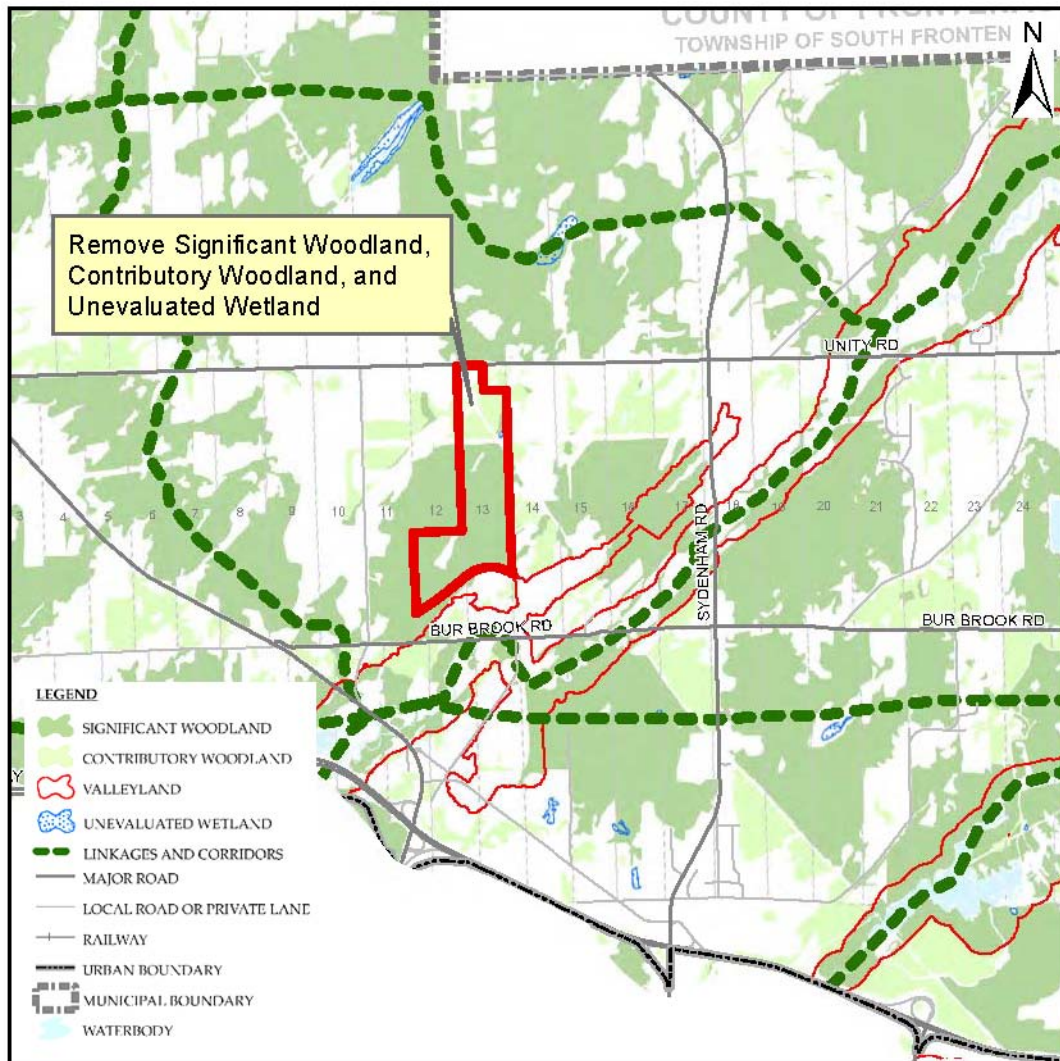 COUNTY OF
TOWNSHIP OF SOUTH FRONTEN
N
Remove Significant Woodland,
Contributory Woodland, and
Unevaluated Wetland
UNITY RD
3 4 5 6 7 8 9 10 11 12 13 14 15 16 17 18 20 21 22 23 24
SYDENHAM RD
BUR BROOK RD
BUR BROOK RD
LEGEND
SIGNIFICANT WOODLAND
CONTRIBUTORY WOODLAND
VALLEYLAND
UNEVALUATED WETLAND
LINKAGES AND CORRIDORS
MAJOR ROAD
LOCAL ROAD OR PRIVATE LANE
RAILWAY
URBAN BOUNDARY
MUNICIPAL BOUNDARY
WATERBODY